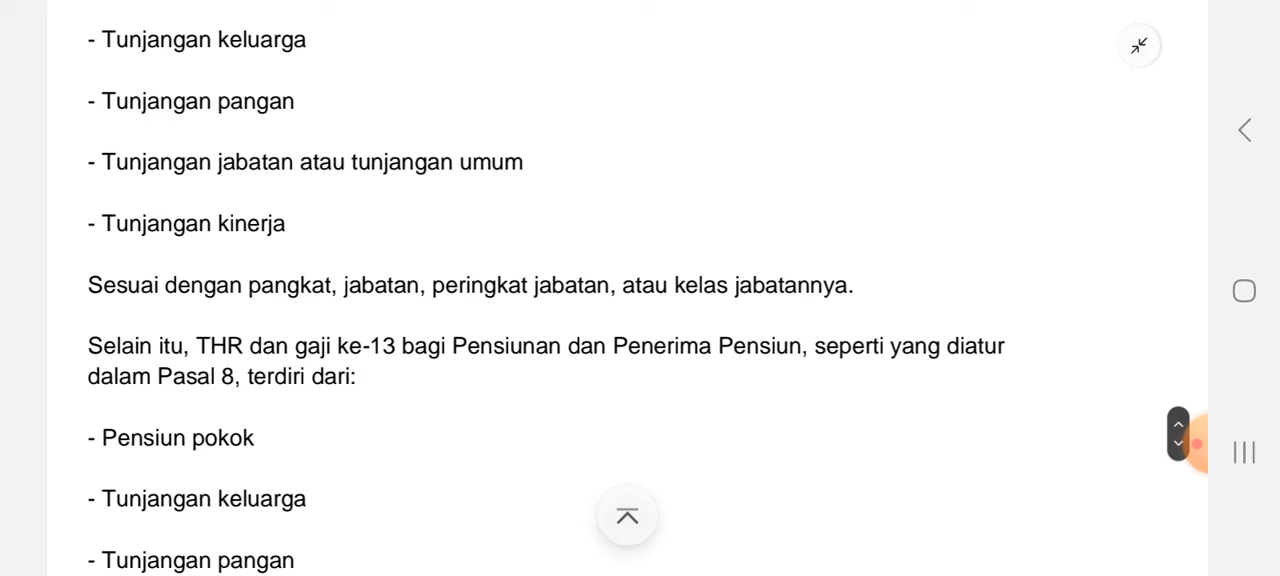 - Tunjangan keluarga
- Tunjangan pangan
- Tunjangan jabatan atau tunjangan umum
- Tunjangan kinerja
Sesuai dengan pangkat, jabatan, peringkat jabatan, atau kelas jabatannya.
Selain itu, THR dan gaji ke-13 bagi Pensiunan dan Penerima Pensiun, seperti yang diatur
dalam Pasal 8, terdiri dari:
- Pensiun pokok
- Tunjangan keluarga
- Tunjangan pangan